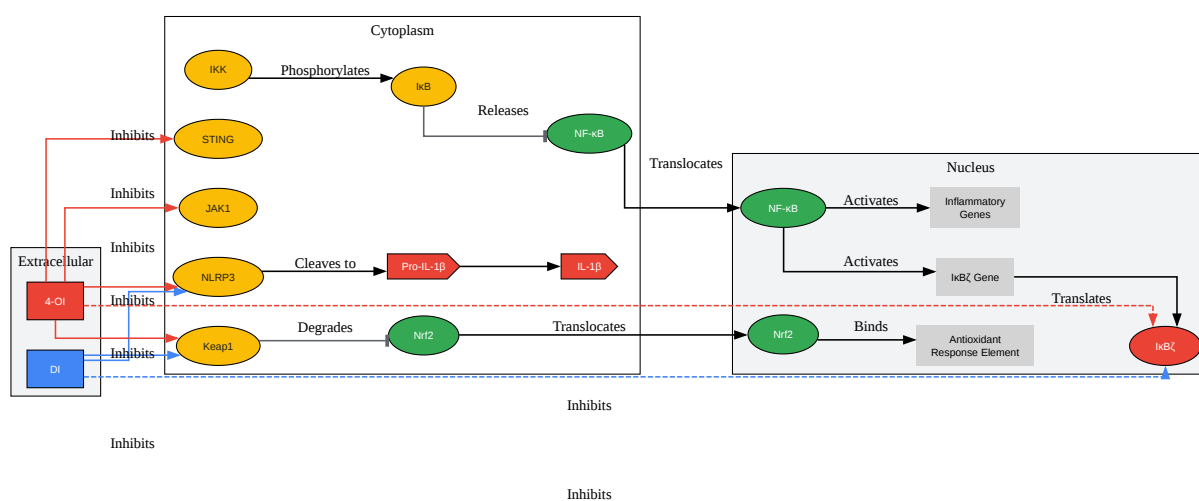 Cytoplasm
IKK
Phosphorylates
IκB
Releases
NF-κB
Inhibits
STING
Translocates
Nucleus
Inhibits
JAK1
NF-κB
Activates
Inflammatory
Genes
Inhibits
Extracellular
NLRP3
Cleaves to
Pro-IL-1β
IL-1β
Activates
IκBζ Gene
4-OI
Inhibits
Translates
Keap1
Degrades
Nrf2
Translocates
Nrf2
Binds
Antioxidant
Response Element
IκBζ
Inhibits
DI
Inhibits
Inhibits
Inhibits